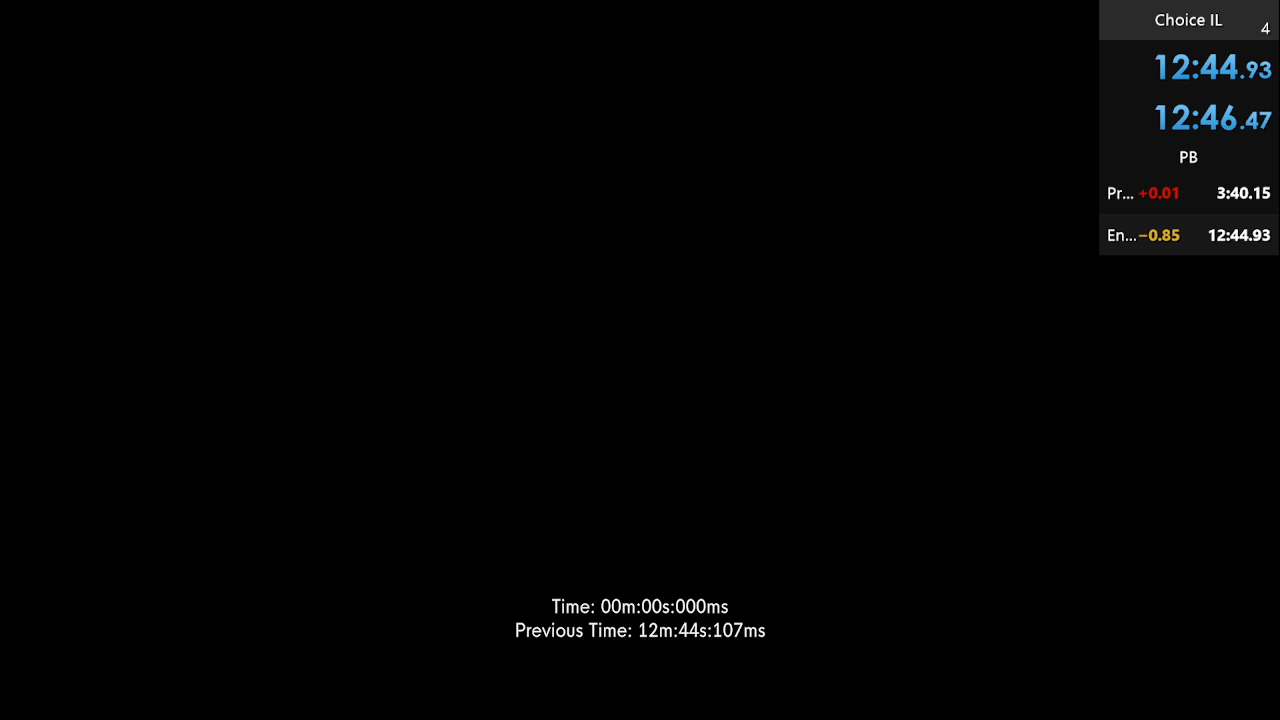 Choice IL
4
12:44.93
12:46.47
PB
Pr... +0.01 3:40.15
En... −0.85 12:44.93
Time: 00m:00s:000ms
Previous Time: 12m:44s:107ms